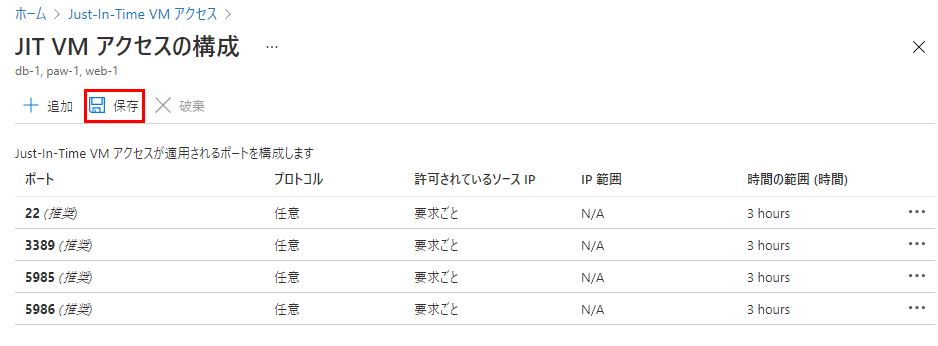 ホーム > Just-In-Time VM アクセス >
JIT VM アクセスの構成 ...
db-1, paw-1, web-1
追加 保存 破棄
Just-In-Time VM アクセスが適用されるポートを構成します
ポート プロトコル 許可されているソース IP IP 範囲 時間の範囲 (時間)
22 (推奨) 任意 要求ごと N/A 3 hours ...
3389 (推奨) 任意 要求ごと N/A 3 hours ...
5985 (推奨) 任意 要求ごと N/A 3 hours ...
5986 (推奨) 任意 要求ごと N/A 3 hours ...